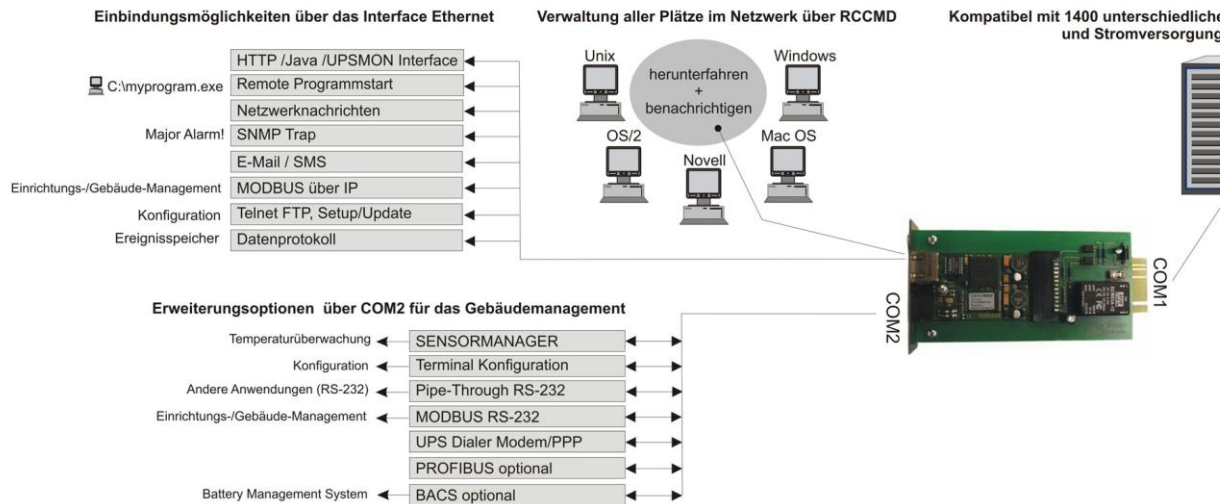 Einbindungsmöglichkeiten über das Interface Ethernet
HTTP /Java /UPSMON Interface
C:\myprogram.exe
Remote Programmstart
Netzwerknachrichten
Major Alarm!
SNMP Trap
E-Mail / SMS
Einrichtungs-/Gebäude-Management
MODBUS über IP
Konfiguration
Telnet FTP, Setup/Update
Ereignisspeicher
Datenprotokoll
Verwaltung aller Plätze im Netzwerk über RCCMD
Unix
Windows
herunterfahren
+
benachrichtigen
OS/2
Mac OS
Novell
Kompatibel mit 1400 unterschiedliche
und Stromversorgung
COM1
COM2
Erweiterungsoptionen über COM2 für das Gebäudemanagement
Temperaturüberwachung
SENSORMANAGER
Konfiguration
Terminal Konfiguration
Andere Anwendungen (RS-232)
Pipe-Through RS-232
Einrichtungs-/Gebäude-Management
MODBUS RS-232
UPS Dialer Modem/PPP
PROFIBUS optional
Battery Management System
BACS optional